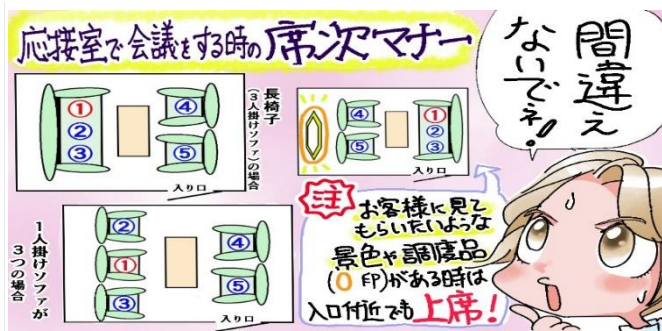 応接室で会議をする時の席次マナー
間違え
ないでネ!
①
②
③
④
⑤
入り口
長椅子
(3人掛けソファ)の場合
④
⑤
①
②
③
入り口
②
①
③
④
⑤
入り口
1人掛けソファが
3つの場合
注
お客様に見て
もらいたいような
景色や調度品
(0印)がある時は
入口付近でも上席!